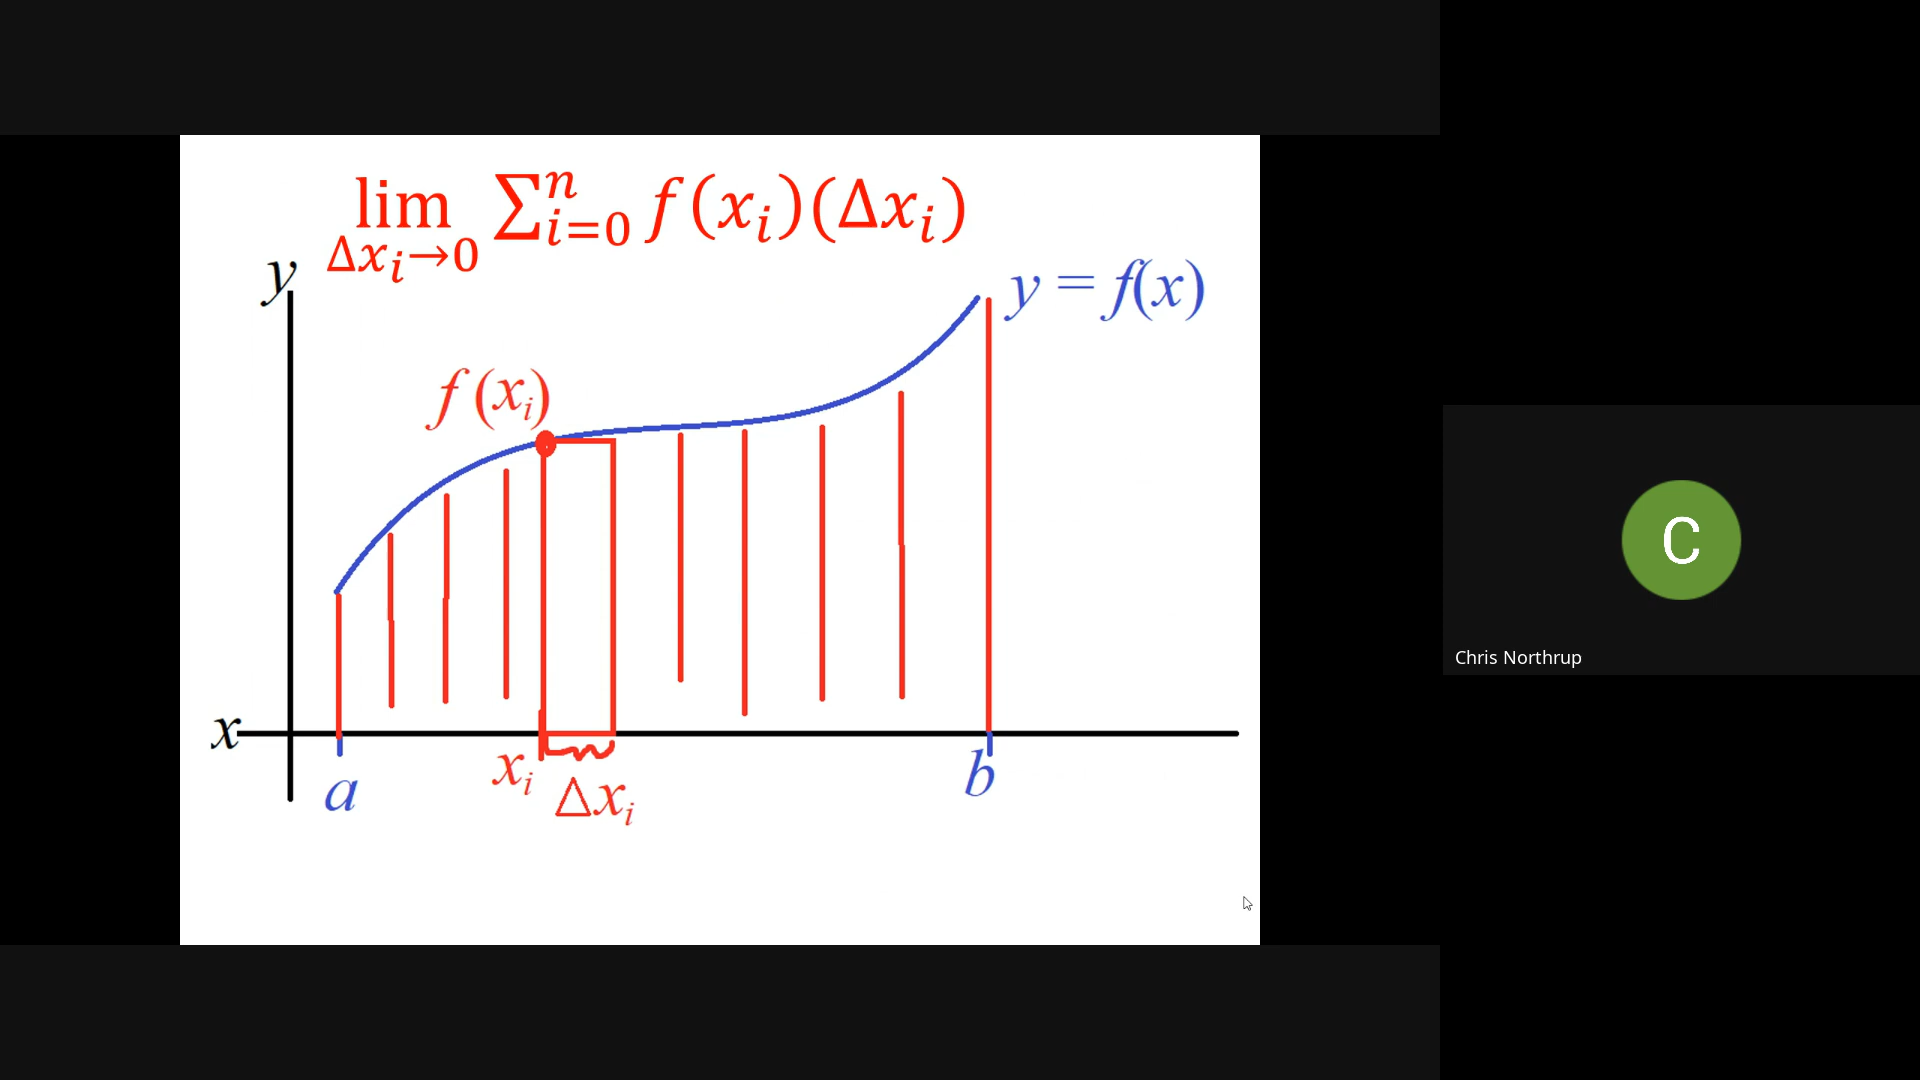 lim Σⁿᵢ₌₀ f(xᵢ)(Δxᵢ)
Δxᵢ→0
y
y = f(x)
f(xᵢ)
x
a
xᵢ
Δxᵢ
b
C
Chris Northrup